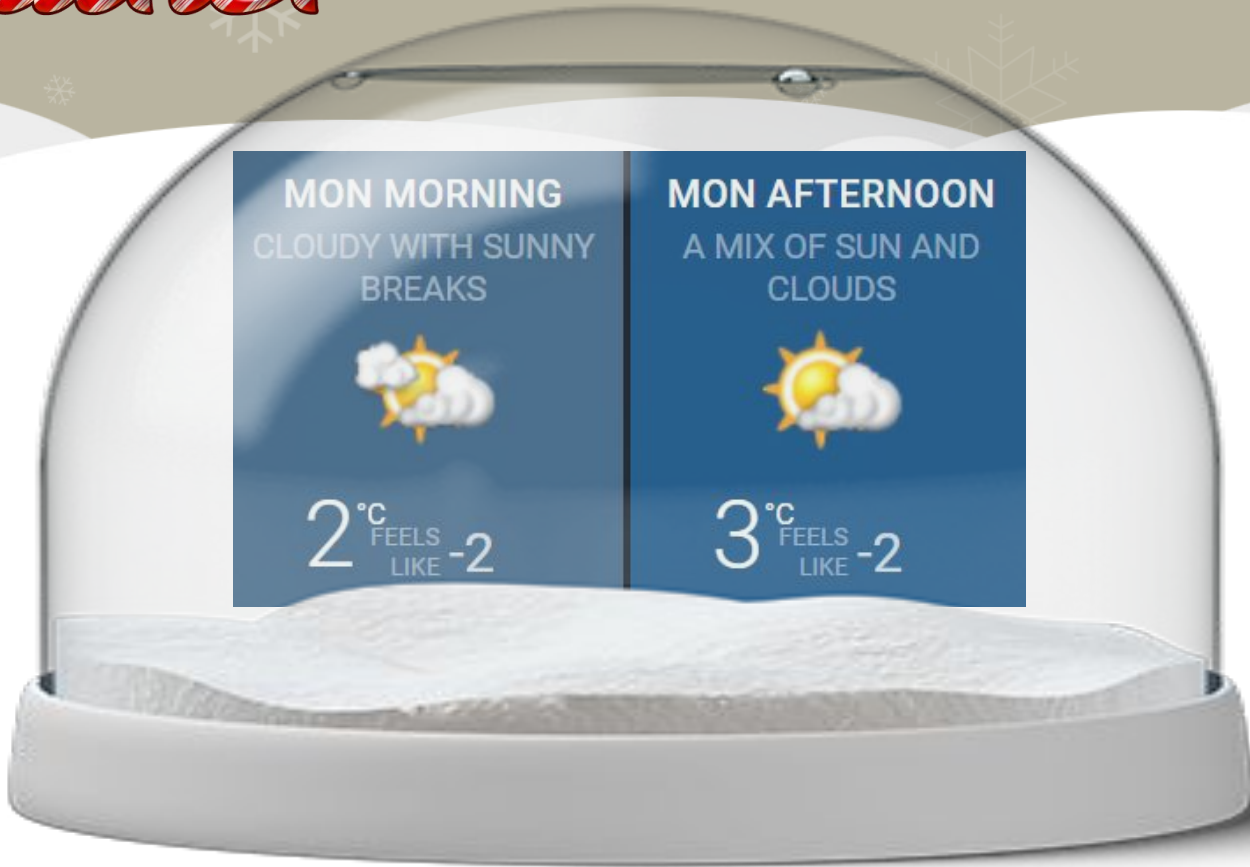 MON MORNING
CLOUDY WITH SUNNY
BREAKS
2°C
FEELS
LIKE -2
MON AFTERNOON
A MIX OF SUN AND
CLOUDS
3°C
FEELS
LIKE -2